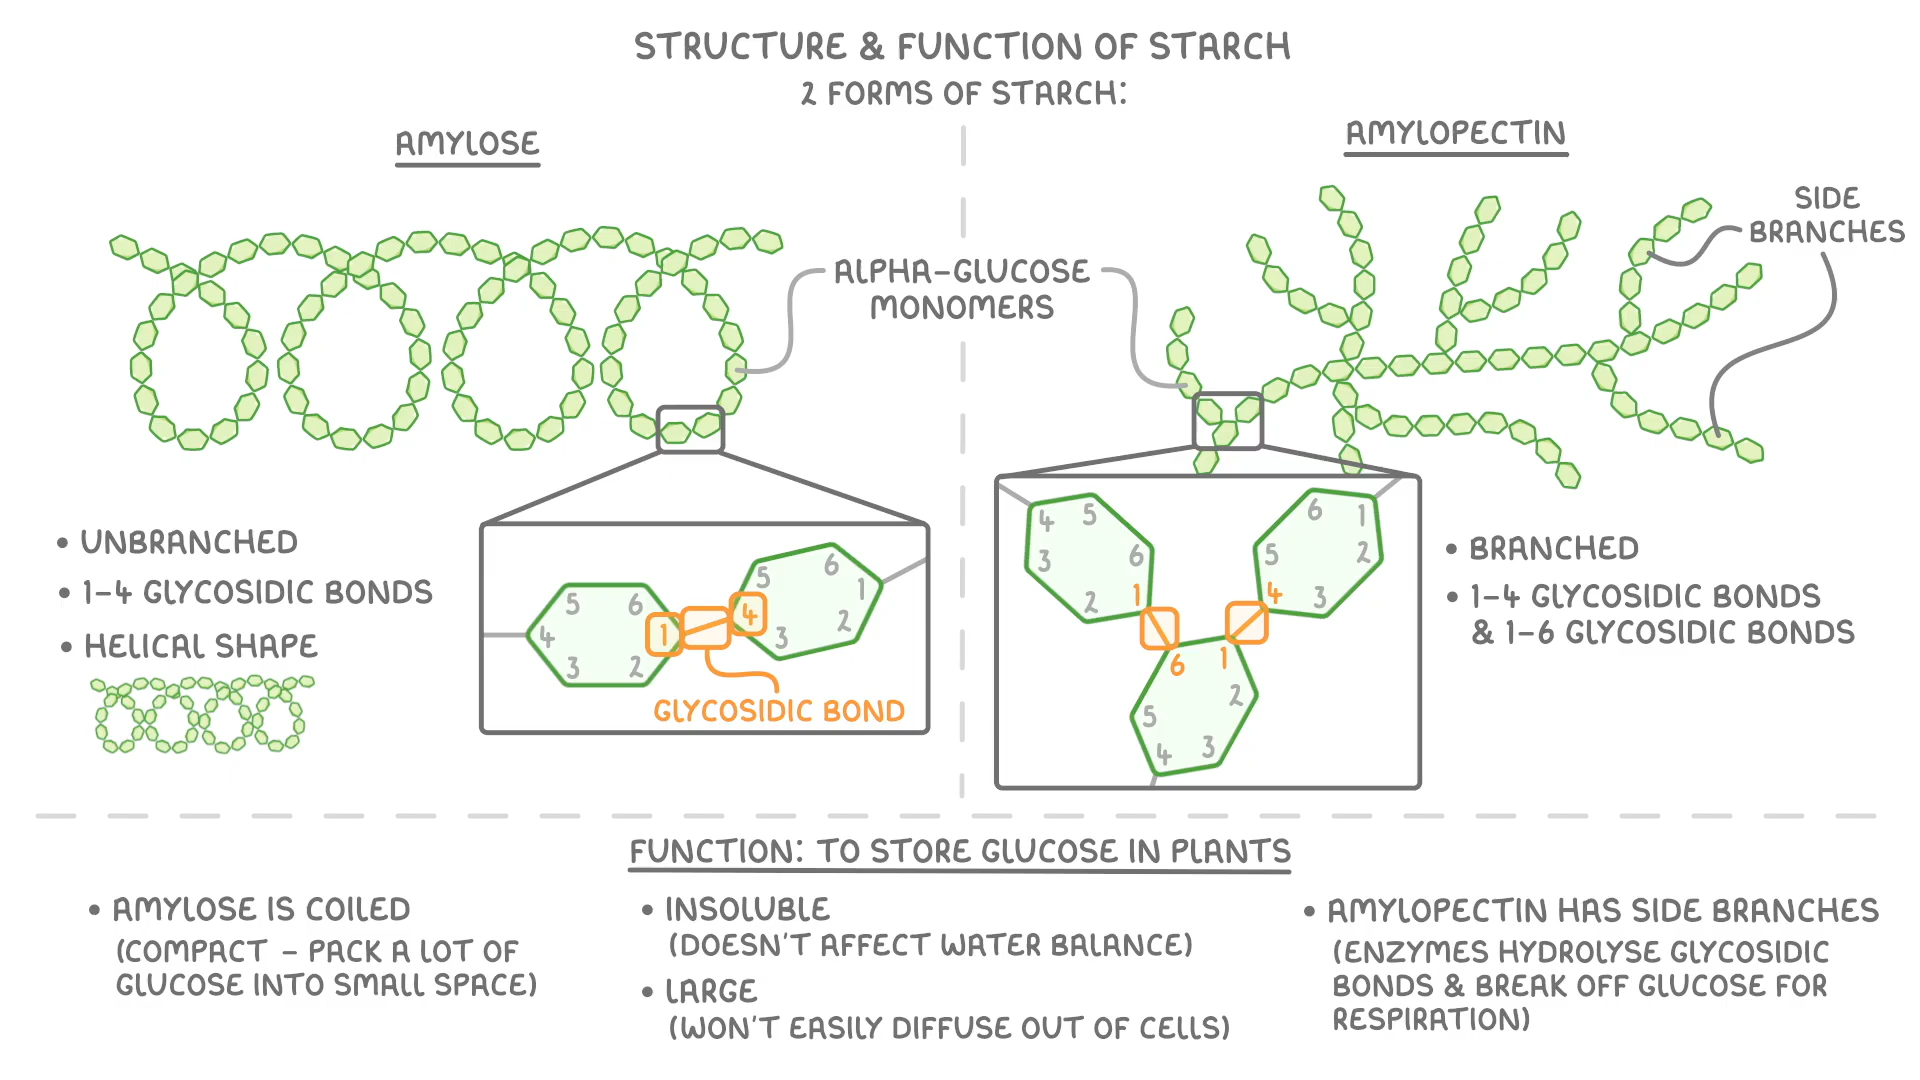 STRUCTURE & FUNCTION OF STARCH
2 FORMS OF STARCH:
AMYLOSE
AMYLOPECTIN
SIDE
BRANCHES
ALPHA-GLUCOSE
MONOMERS
• UNBRANCHED
• 1-4 GLYCOSIDIC BONDS
• HELICAL SHAPE
5 6
4 1
3 2
5 6
4 1
3 2
GLYCOSIDIC BOND
4 5
3 6
2 1
6 1
5 2
4 3
6 1
5 2
4 3
• BRANCHED
• 1-4 GLYCOSIDIC BONDS
& 1-6 GLYCOSIDIC BONDS
FUNCTION: TO STORE GLUCOSE IN PLANTS
• AMYLOSE IS COILED
(COMPACT - PACK A LOT OF
GLUCOSE INTO SMALL SPACE)
• INSOLUBLE
(DOESN'T AFFECT WATER BALANCE)
• LARGE
(WON'T EASILY DIFFUSE OUT OF CELLS)
• AMYLOPECTIN HAS SIDE BRANCHES
(ENZYMES HYDROLYSE GLYCOSIDIC
BONDS & BREAK OFF GLUCOSE FOR
RESPIRATION)